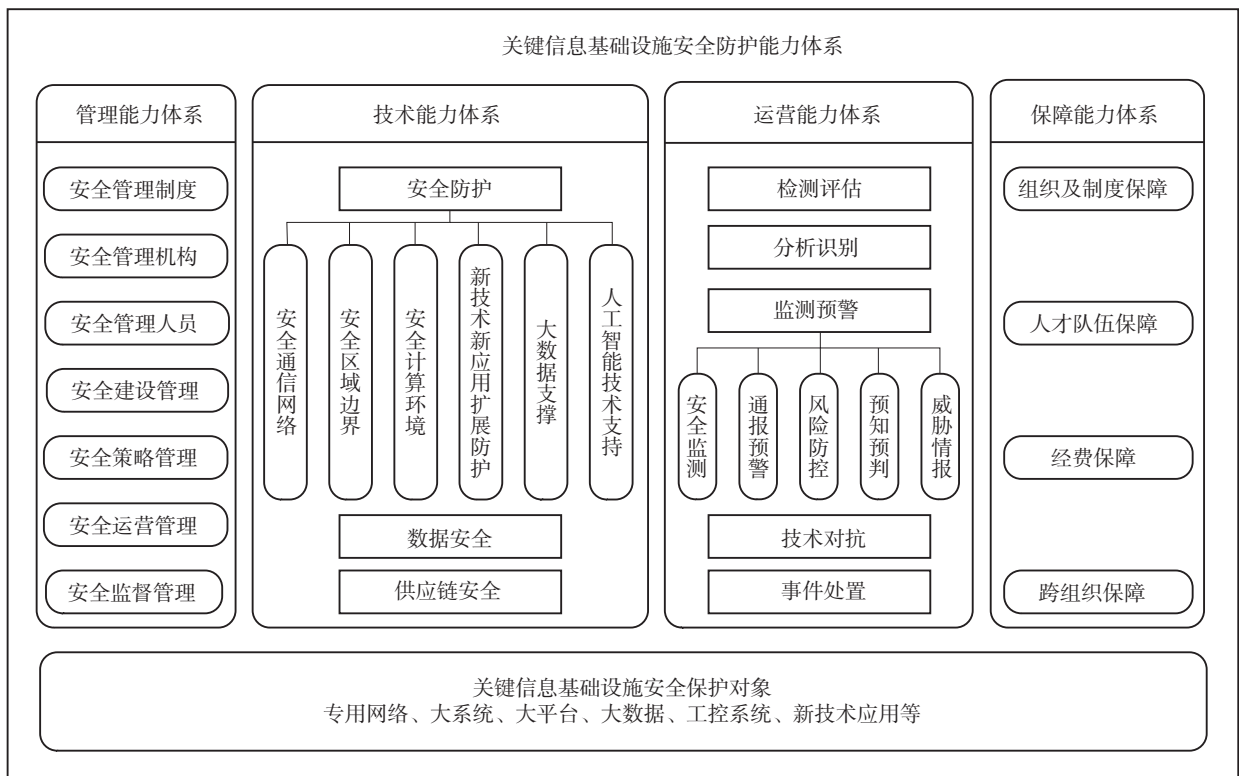 关键信息基础设施安全防护能力体系
管理能力体系
安全管理制度
安全管理机构
安全管理人员
安全建设管理
安全策略管理
安全运营管理
安全监督管理
技术能力体系
安全防护
安全通信网络
安全区域边界
安全计算环境
新技术新应用扩展防护
大数据支撑
人工智能技术支持
数据安全
供应链安全
运营能力体系
检测评估
分析识别
监测预警
安全监测
通报预警
风险防控
预知预判
威胁情报
技术对抗
事件处置
保障能力体系
组织及制度保障
人才队伍保障
经费保障
跨组织保障
关键信息基础设施安全保护对象
专用网络、大系统、大平台、大数据、工控系统、新技术应用等